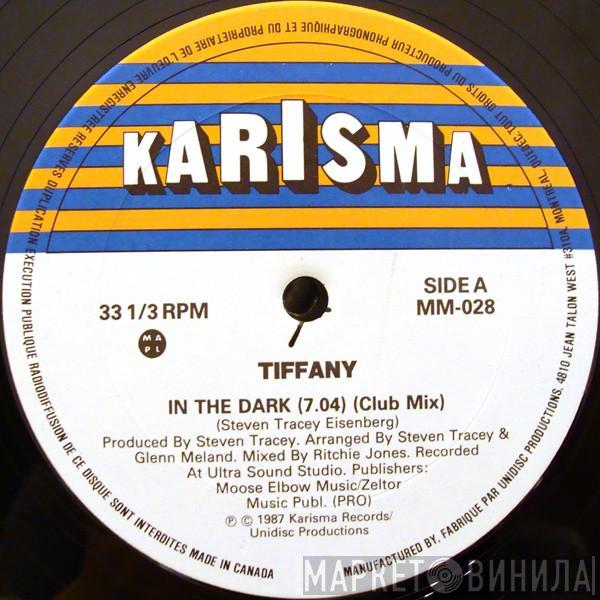 KARISMA
33 1/3 RPM
SIDE A
MM-028
MA
PL
TIFFANY
IN THE DARK (7.04) (Club Mix)
(Steven Tracey Eisenberg)
Produced By Steven Tracey. Arranged By Steven Tracey &
Glenn Meland. Mixed By Ritchie Jones. Recorded
At Ultra Sound Studio. Publishers:
Moose Elbow Music/Zeltor
Music Publ. (PRO)
Ⓟ © 1987 Karisma Records/
Unidisc Productions
TOUT DROITS DU PRODUCTEUR PHONOGRAPHIQUE ET DU PROPRIETAIRE DE L'OEUVRE ENREGISTREE RESERVES DUPLICATION EXECUTION PUBLIQUE RADIODIFFUSION DE CE DISQUE SONT INTERDITES MADE IN CANADA
MANUFACTURED BY. FABRIQUE PAR UNIDISC PRODUCTIONS, 4810 JEAN TALON WEST #310A, MONTREAL, QUEBEC.
МАРКЕТ ВИНИЛА